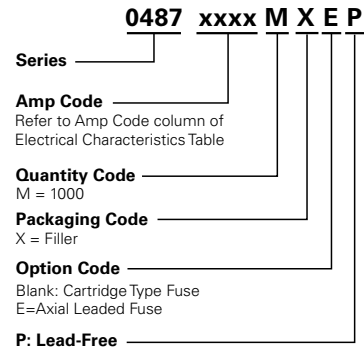 0487 xxxx M X E P
Series
Amp Code
Refer to Amp Code column of
Electrical Characteristics Table
Quantity Code
M = 1000
Packaging Code
X = Filler
Option Code
Blank: Cartridge Type Fuse
E=Axial Leaded Fuse
P: Lead-Free